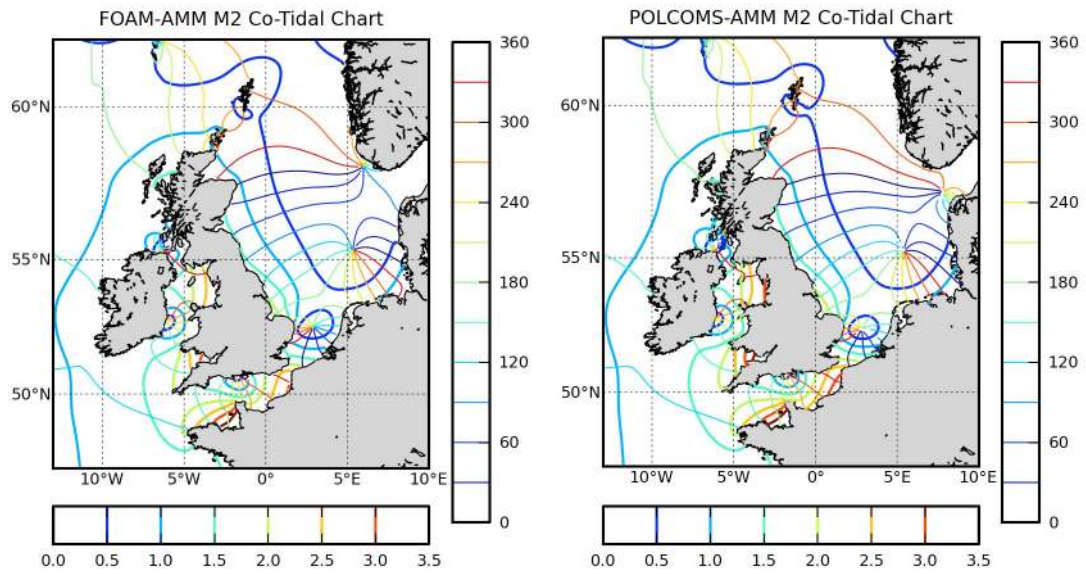 FOAM-AMM M2 Co-Tidal Chart
60°N
55°N
50°N
10°W 5°W 0° 5°E 10°E
360
300
240
180
120
60
0
0.0 0.5 1.0 1.5 2.0 2.5 3.0 3.5
POLCOMS-AMM M2 Co-Tidal Chart
60°N
55°N
50°N
10°W 5°W 0° 5°E 10°E
360
300
240
180
120
60
0
0.0 0.5 1.0 1.5 2.0 2.5 3.0 3.5